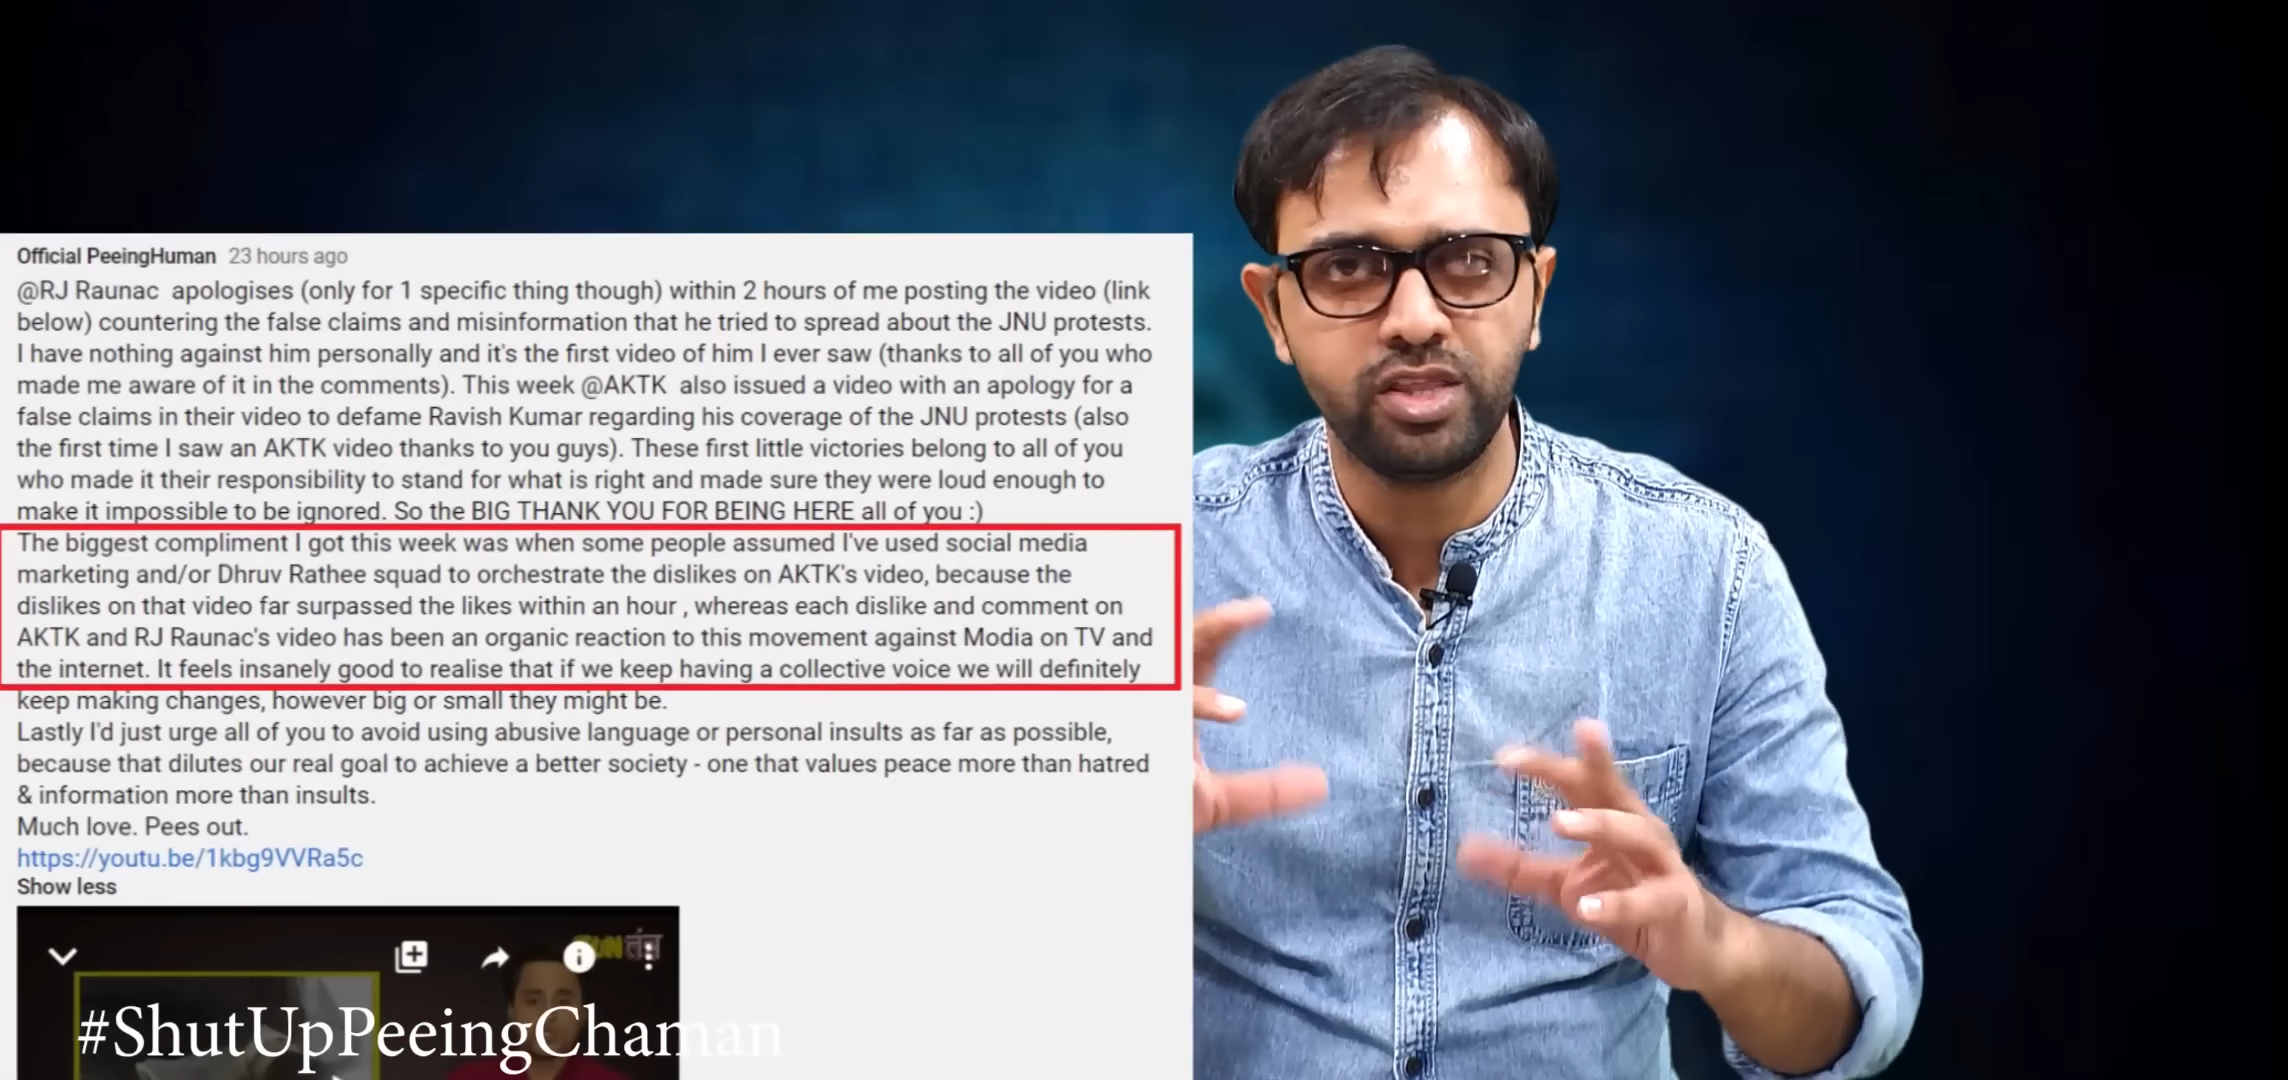 Official PeeingHuman 23 hours ago
@RJ Raunac apologises (only for 1 specific thing though) within 2 hours of me posting the video (link
below) countering the false claims and misinformation that he tried to spread about the JNU protests.
I have nothing against him personally and it's the first video of him I ever saw (thanks to all of you who
made me aware of it in the comments). This week @AKTK also issued a video with an apology for a
false claims in their video to defame Ravish Kumar regarding his coverage of the JNU protests (also
the first time I saw an AKTK video thanks to you guys). These first little victories belong to all of you
who made it their responsibility to stand for what is right and made sure they were loud enough to
make it impossible to be ignored. So the BIG THANK YOU FOR BEING HERE all of you :)
The biggest compliment I got this week was when some people assumed I've used social media
marketing and/or Dhruv Rathee squad to orchestrate the dislikes on AKTK's video, because the
dislikes on that video far surpassed the likes within an hour , whereas each dislike and comment on
AKTK and RJ Raunac's video has been an organic reaction to this movement against Modia on TV and
the internet. It feels insanely good to realise that if we keep having a collective voice we will definitely
keep making changes, however big or small they might be.
Lastly I'd just urge all of you to avoid using abusive language or personal insults as far as possible,
because that dilutes our real goal to achieve a better society - one that values peace more than hatred
& information more than insults.
Much love. Pees out.
https://youtu.be/1kbg9VVRa5c
Show less
#ShutUpPeeingChaman